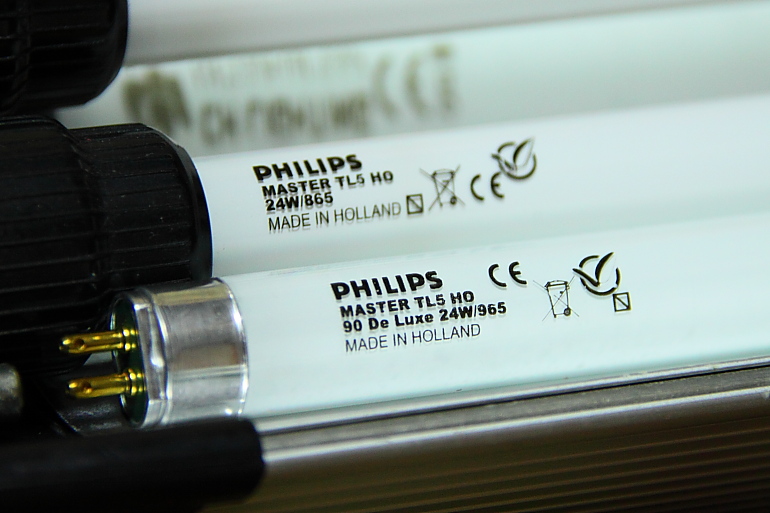 PHILIPS
MASTER TL5 HO
24W/865
MADE IN HOLLAND
CE
PHILIPS
MASTER TL5 HO
90 De Luxe 24W/965
MADE IN HOLLAND
CE